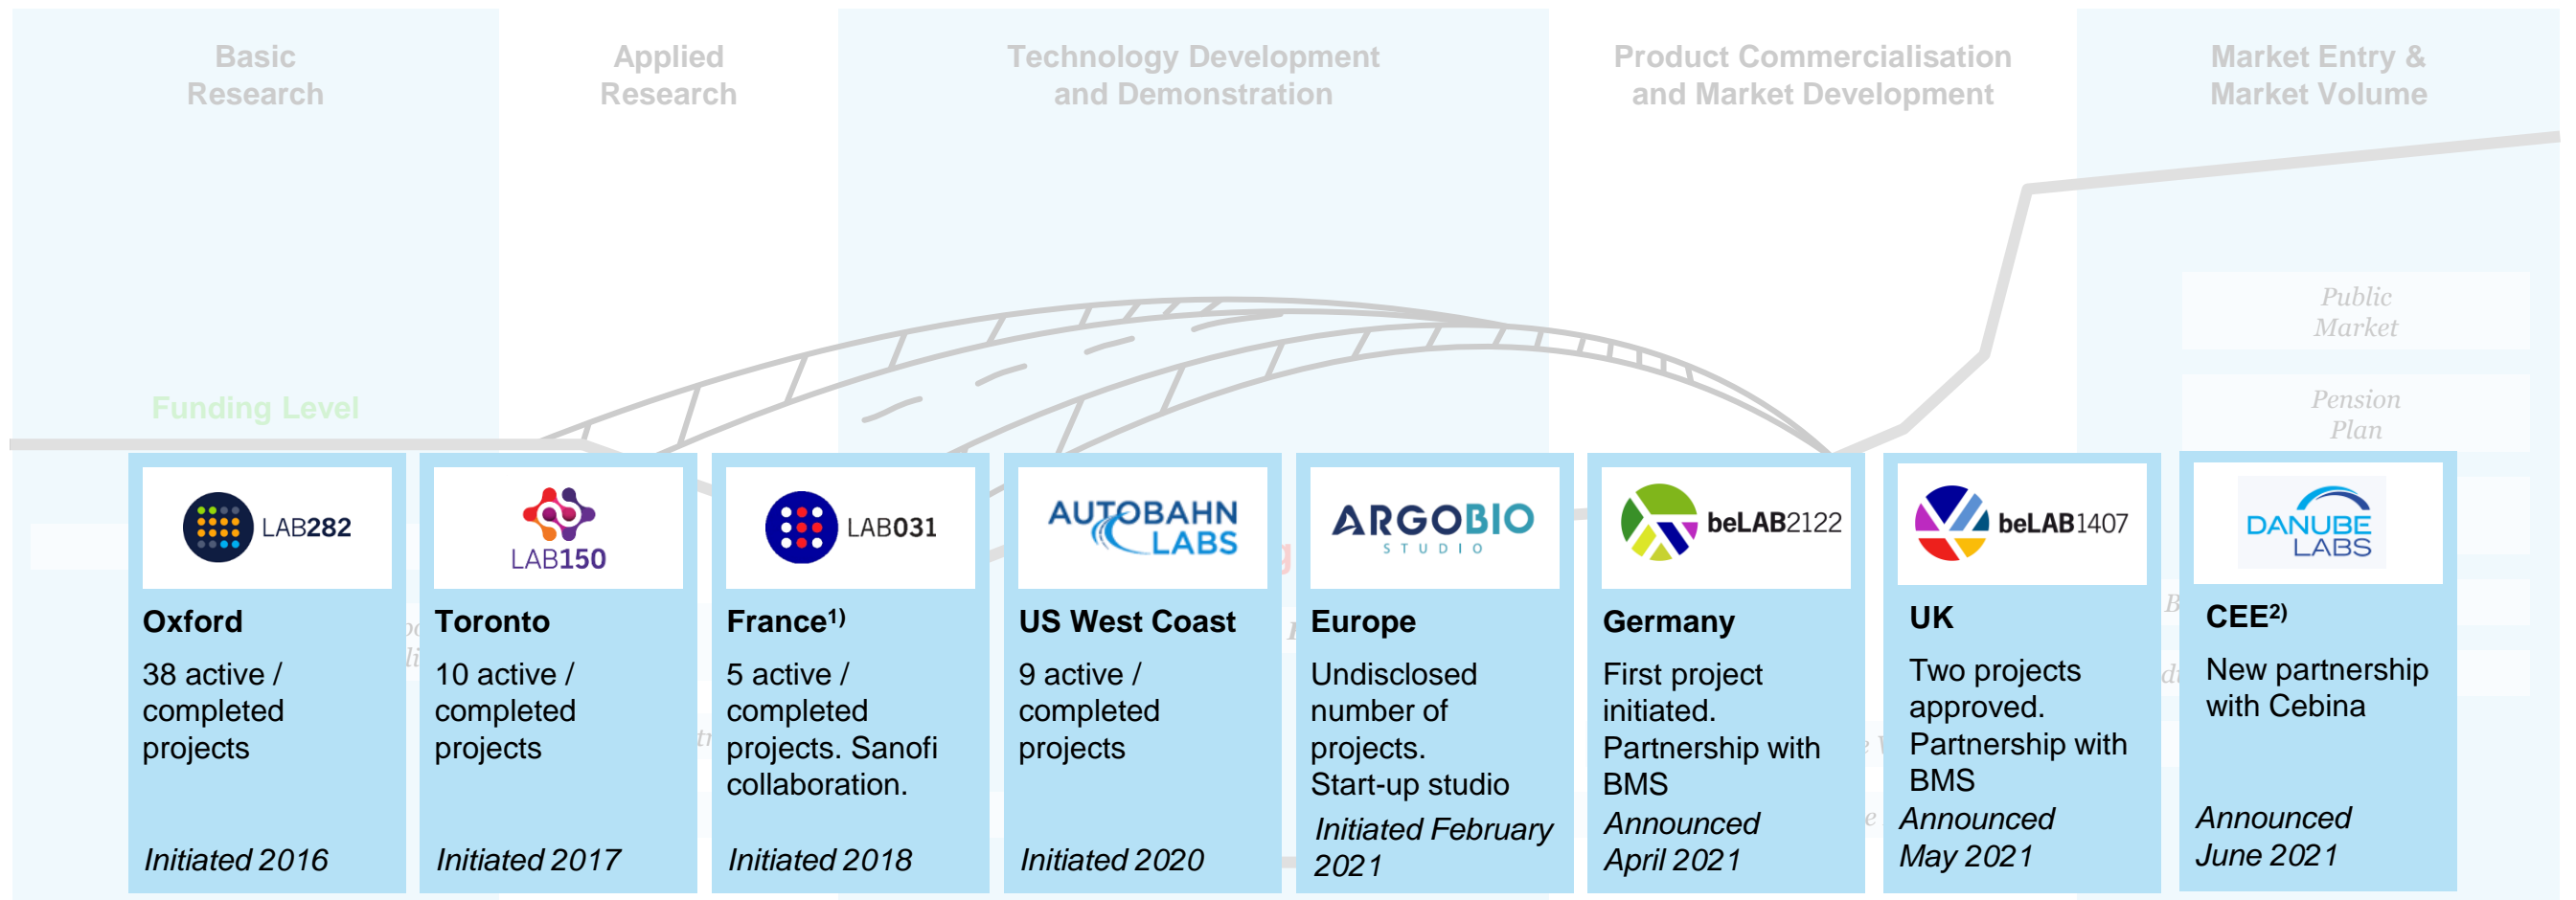 Basic
Research
Applied
Research
Technology Development
and Demonstration
Product Commercialisation
and Market Development
Market Entry &
Market Volume
Public
Market
Pension
Plan
Funding Level
LAB282
Oxford
38 active /
completed
projects
Initiated 2016
LAB150
Toronto
10 active /
completed
projects
Initiated 2017
LAB031
France1)
5 active /
completed
projects. Sanofi
collaboration.
Initiated 2018
AUTOBAHN
LABS
US West Coast
9 active /
completed
projects
Initiated 2020
ARGOBIO
STUDIO
Europe
Undisclosed
number of
projects.
Start-up studio
Initiated February
2021
beLAB2122
Germany
First project
initiated.
Partnership with
BMS
Announced
April 2021
beLAB1407
UK
Two projects
approved.
Partnership with
BMS
Announced
May 2021
DANUBE
LABS
CEE2)
New partnership
with Cebina
Announced
June 2021